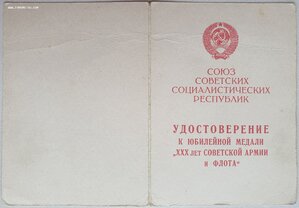 СОЮЗ
СОВЕТСКИХ
СОЦИАЛИСТИЧЕСКИХ
РЕСПУБЛИК
УДОСТОВЕРЕНИЕ
К ЮБИЛЕЙНОЙ МЕДАЛИ
„XXX ЛЕТ СОВЕТСКОЙ АРМИИ
И ФЛОТА“